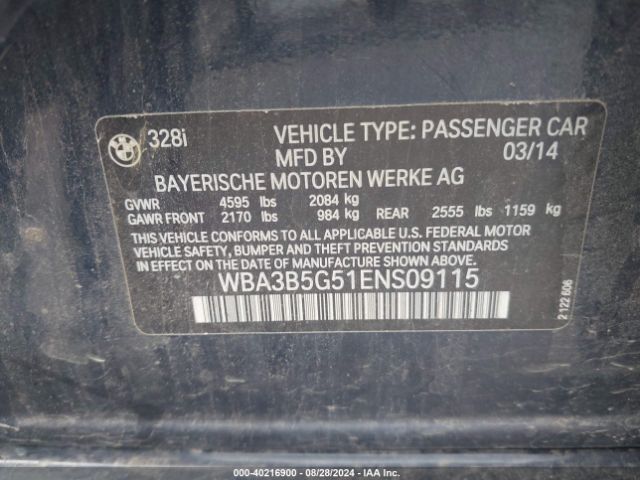 BMW
328i
VEHICLE TYPE: PASSENGER CAR
MFD BY 03/14
BAYERISCHE MOTOREN WERKE AG
GVWR 4595 lbs 2084 kg
GAWR FRONT 2170 lbs 984 kg REAR 2555 lbs 1159 kg
THIS VEHICLE CONFORMS TO ALL APPLICABLE U.S. FEDERAL MOTOR
VEHICLE SAFETY, BUMPER AND THEFT PREVENTION STANDARDS IN
EFFECT ON THE DATE OF MANUFACTURE SHOWN ABOVE.
WBA3B5G51ENS09115
2 122 606
000-40216900 - 08/28/2024 - IAA Inc.